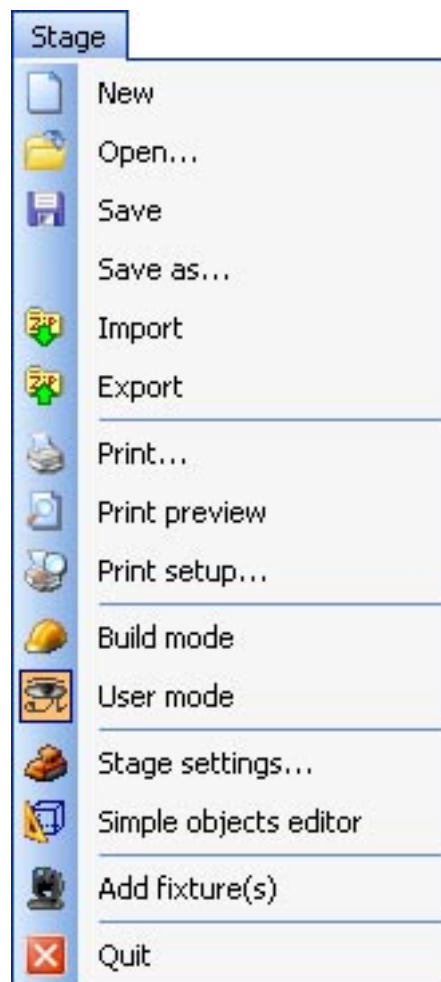 Stage
New
Open...
Save
Save as...
Import
Export
Print...
Print preview
Print setup...
Build mode
User mode
Stage settings...
Simple objects editor
Add fixture(s)
Quit